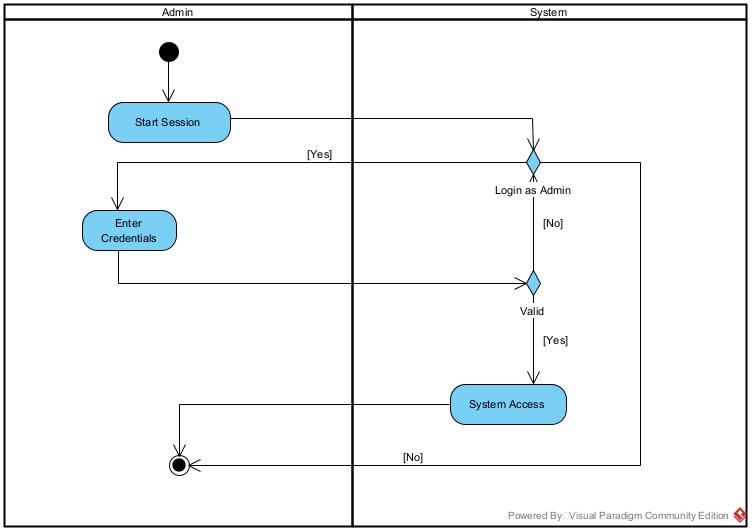 Admin
System
Start Session
[Yes]
Login as Admin
Enter
Credentials
[No]
Valid
[Yes]
System Access
[No]
Powered By Visual Paradigm Community Edition